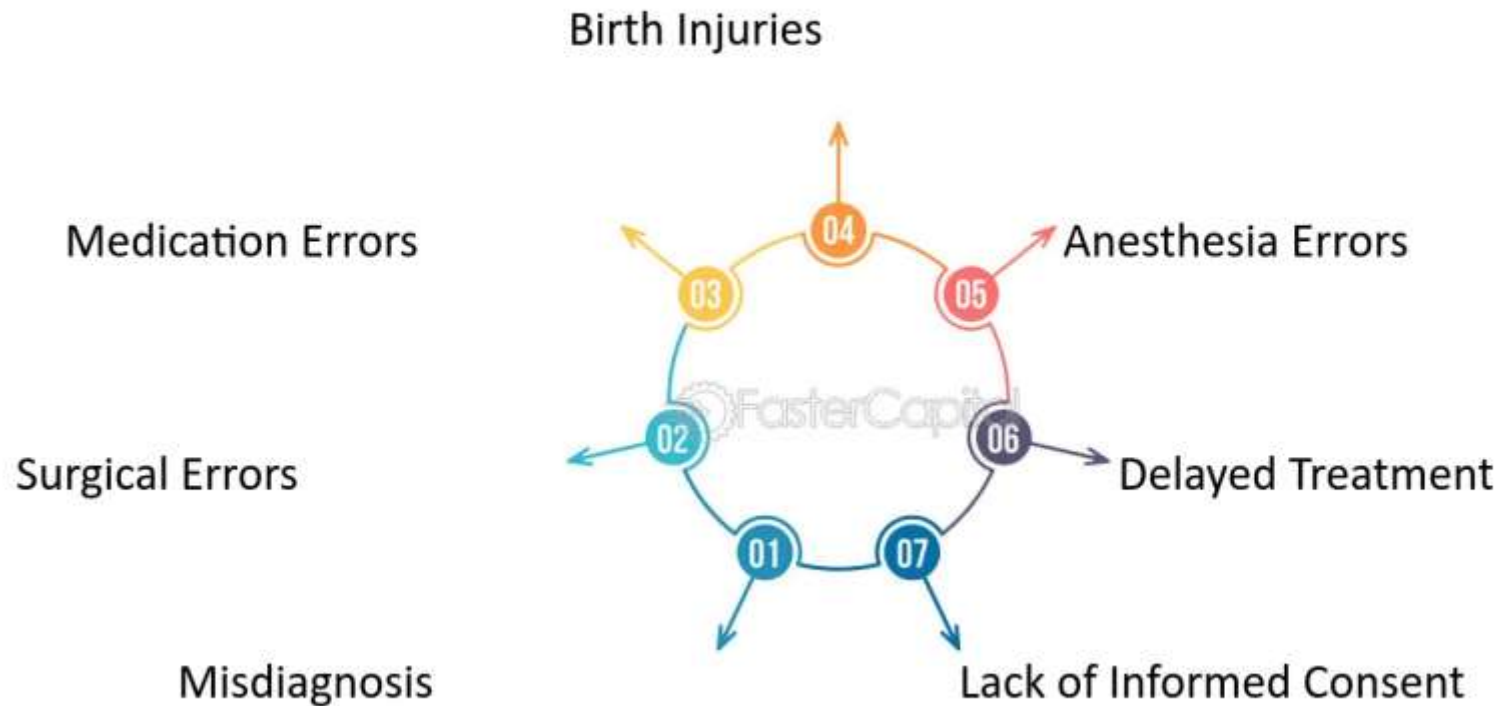 Birth Injuries
04
Medication Errors
Anesthesia Errors
03
05
FasterCapital
02
06
Surgical Errors
Delayed Treatment
01
07
Misdiagnosis
Lack of Informed Consent